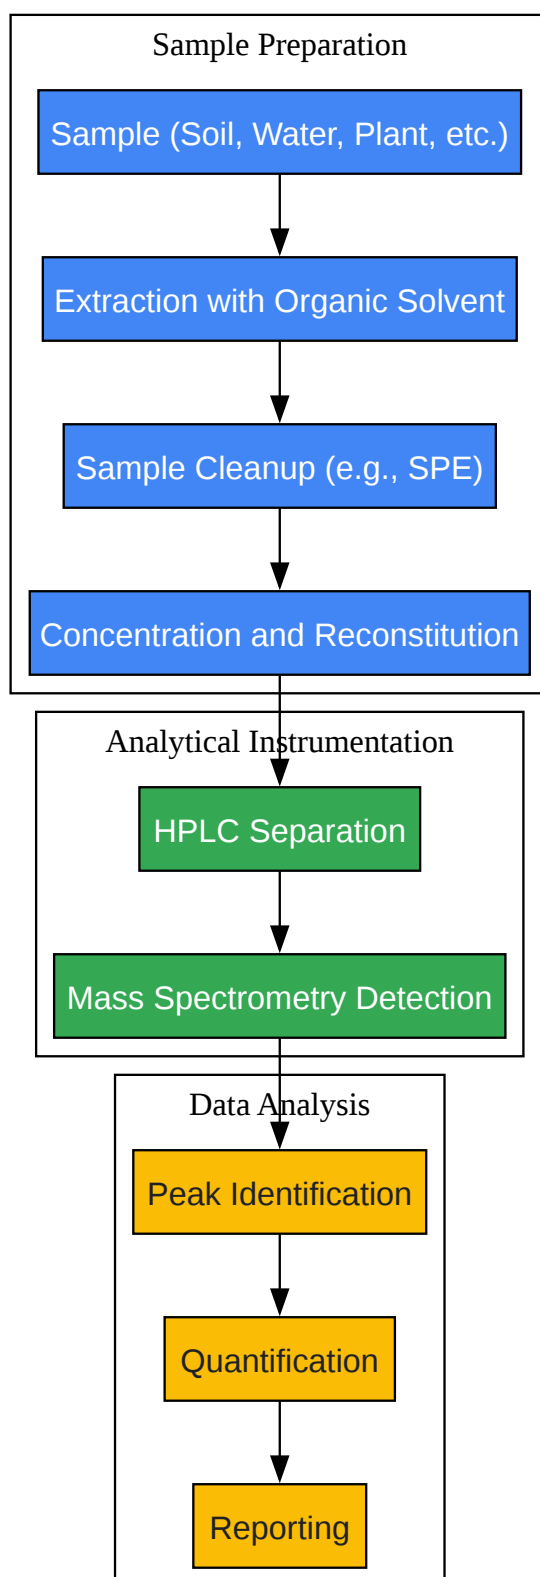 Sample Preparation
Sample (Soil, Water, Plant, etc.)
Extraction with Organic Solvent
Sample Cleanup (e.g., SPE)
Concentration and Reconstitution
Analytical Instrumentation
HPLC Separation
Mass Spectrometry Detection
Data Analysis
Peak Identification
Quantification
Reporting